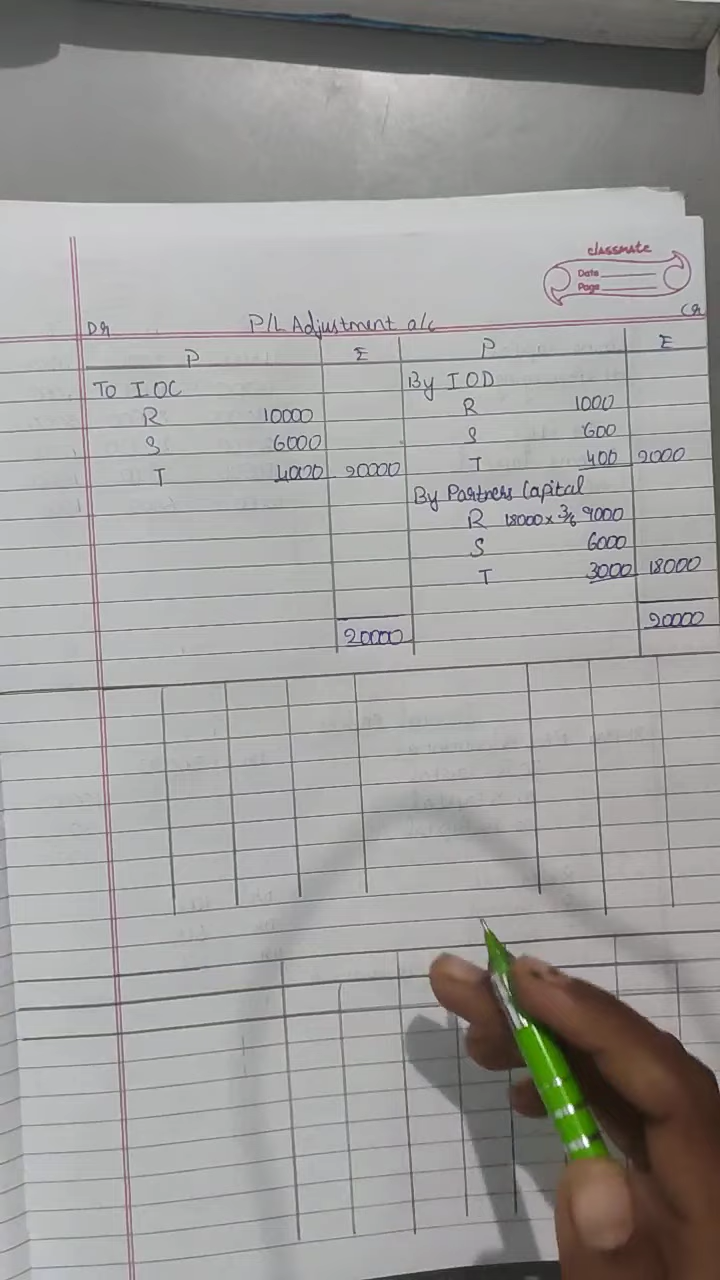 classmate
Date
Page
Dr P/L Adjustment a/c Cr
P Σ P Σ
To IOC By IOD
R 10000 R 1000
S 6000 S 600
T 4000 20000 T 400 2000
By Partners Capital
R 18000 × 3/6 9000
S 6000
T 3000 18000
20000 20000